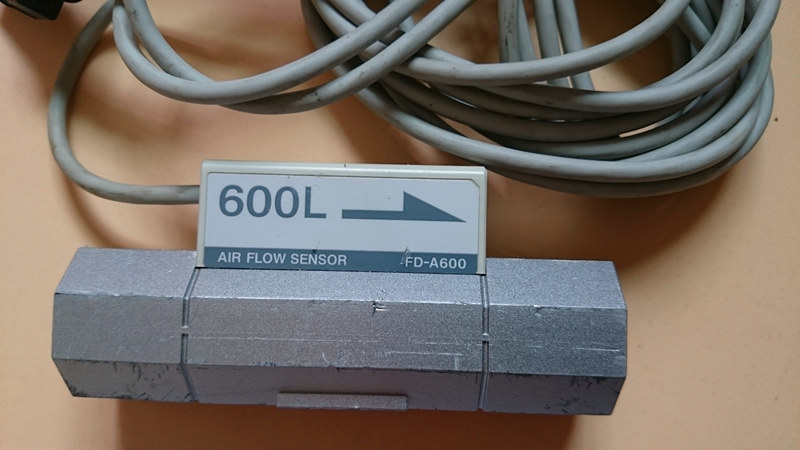 600L
AIR FLOW SENSOR FD-A600